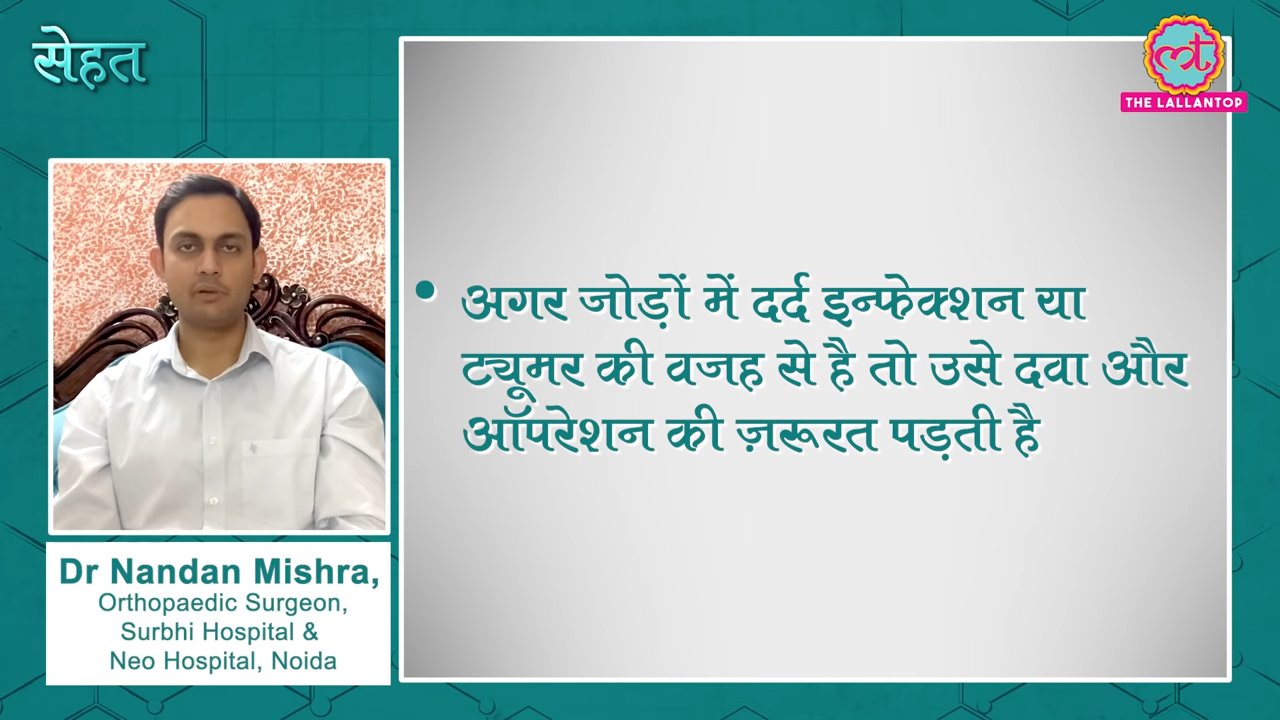 सेहत
THE LALLANTOP
अगर जोड़ों में दर्द इन्फेक्शन या
ट्यूमर की वजह से है तो उसे दवा और
ऑपरेशन की ज़रूरत पड़ती है
Dr Nandan Mishra,
Orthopaedic Surgeon,
Surbhi Hospital &
Neo Hospital, Noida